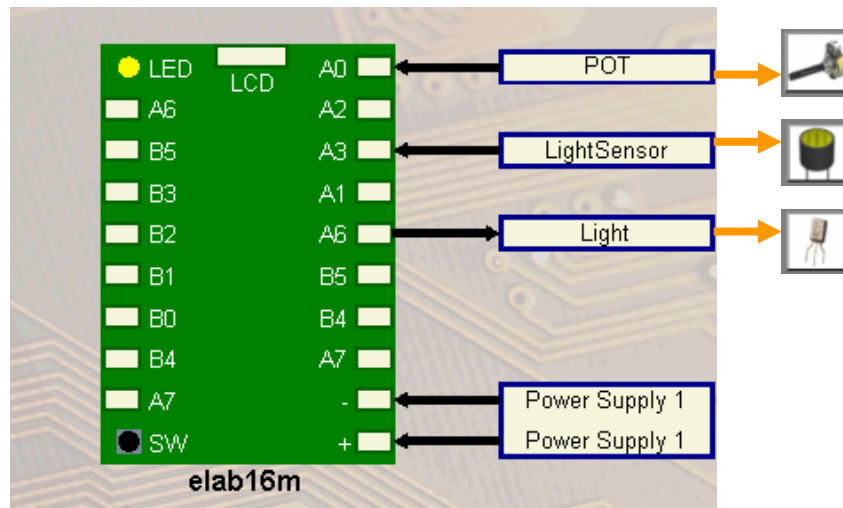 LED
LCD
A0
POT
A6
A2
B5
A3
LightSensor
B3
A1
B2
A6
Light
B1
B5
B0
B4
B4
A7
A7
-
Power Supply 1
SW
+
Power Supply 1
elab16m